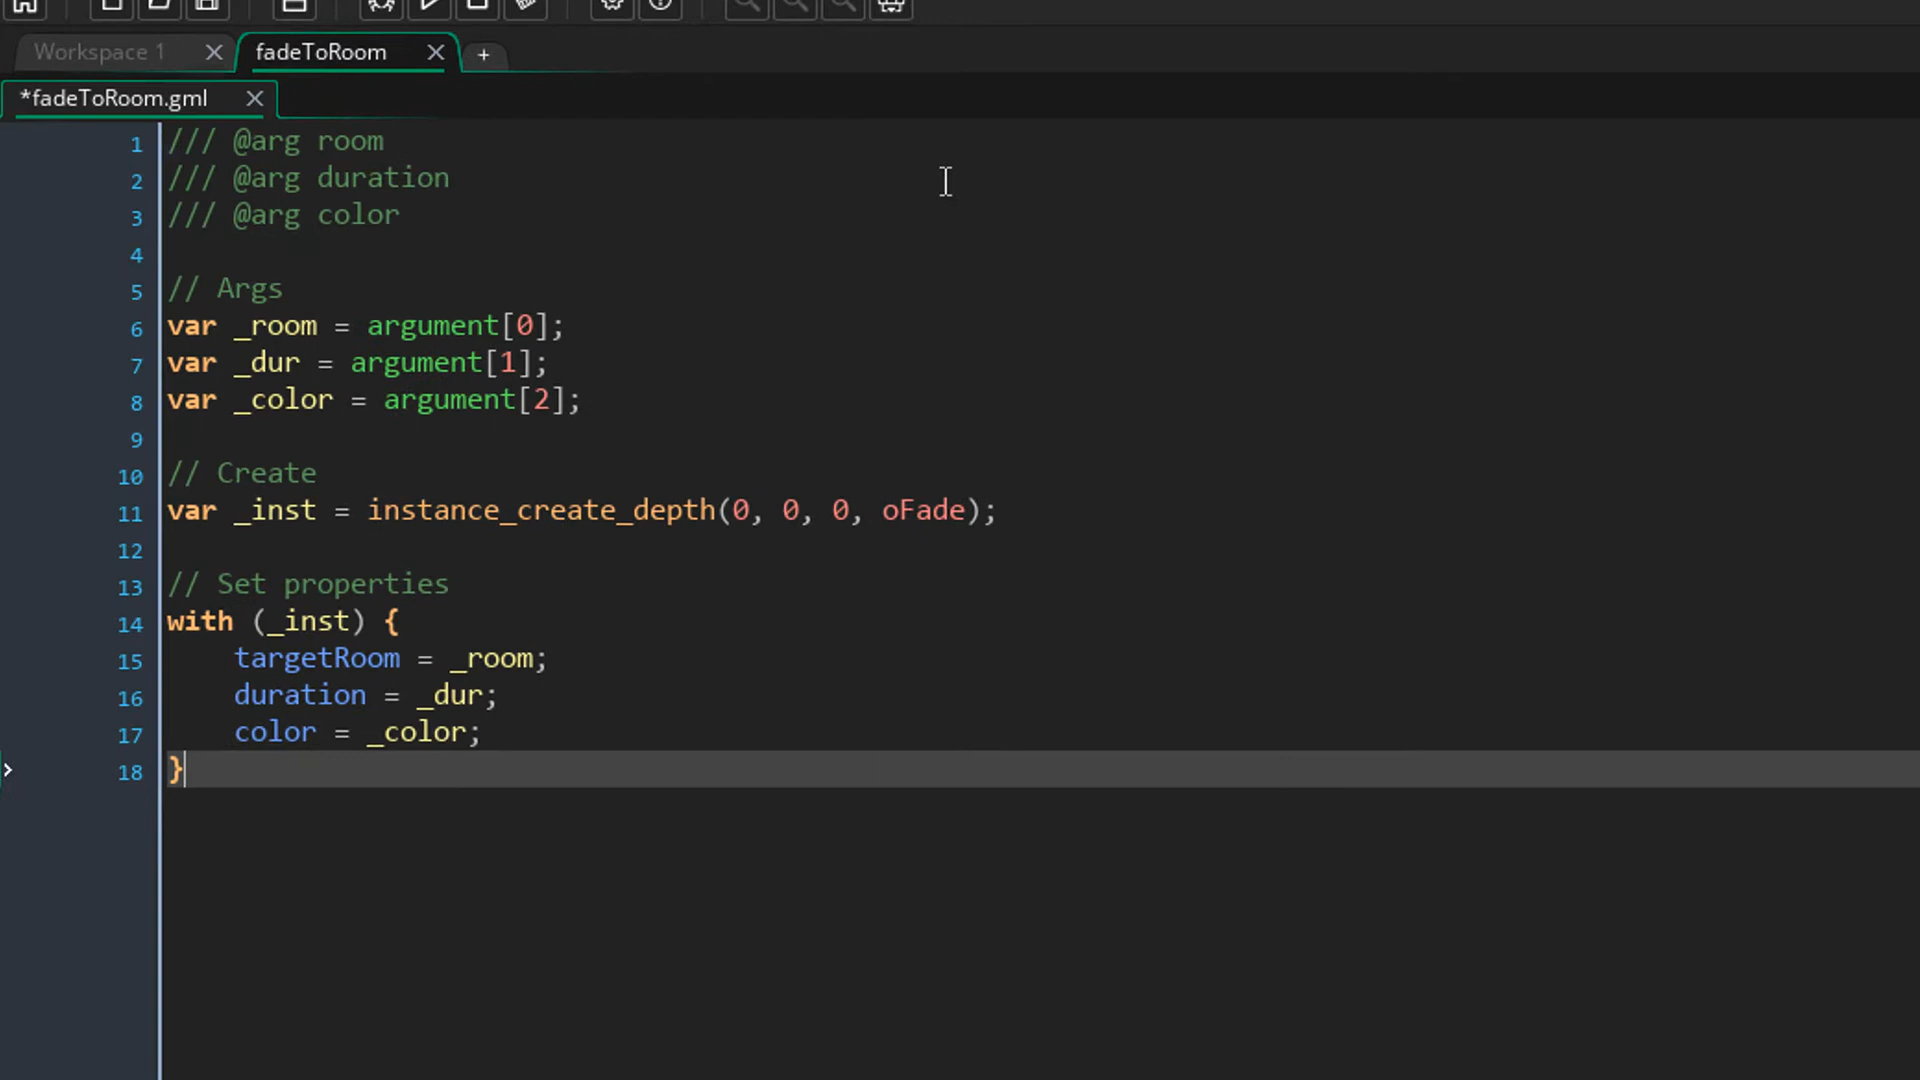 Workspace 1
fadeToRoom
*fadeToRoom.gml
1 /// @arg room
2 /// @arg duration
3 /// @arg color
4
5 // Args
6 var _room = argument[0];
7 var _dur = argument[1];
8 var _color = argument[2];
9
10 // Create
11 var _inst = instance_create_depth(0, 0, 0, oFade);
12
13 // Set properties
14 with (_inst) {
15 targetRoom = _room;
16 duration = _dur;
17 color = _color;
18 }